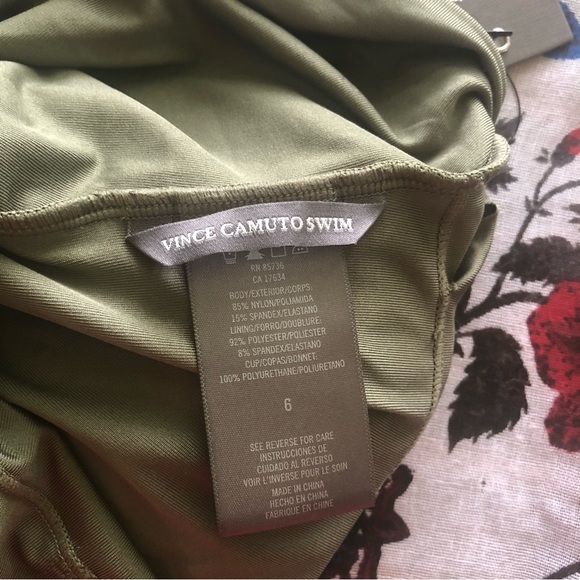 VINCE CAMUTO SWIM
RN 85736
CA 17634
BODY/EXTERIOR/CORPS:
85% NYLON/POLIAMIDA
15% SPANDEX/ELASTANO
LINING/FORRO/DOUBLURE:
92% POLYESTER/POLIESTER
8% SPANDEX/ELASTANO
CUP/COPAS/BONNET:
100% POLYURETHANE/POLIURETANO
6
SEE REVERSE FOR CARE
INSTRUCCIONES DE
CUIDADO AL REVERSO
VOIR L'INVERSE POUR LE SOIN
MADE IN CHINA
HECHO EN CHINA
FABRIQUE EN CHINE